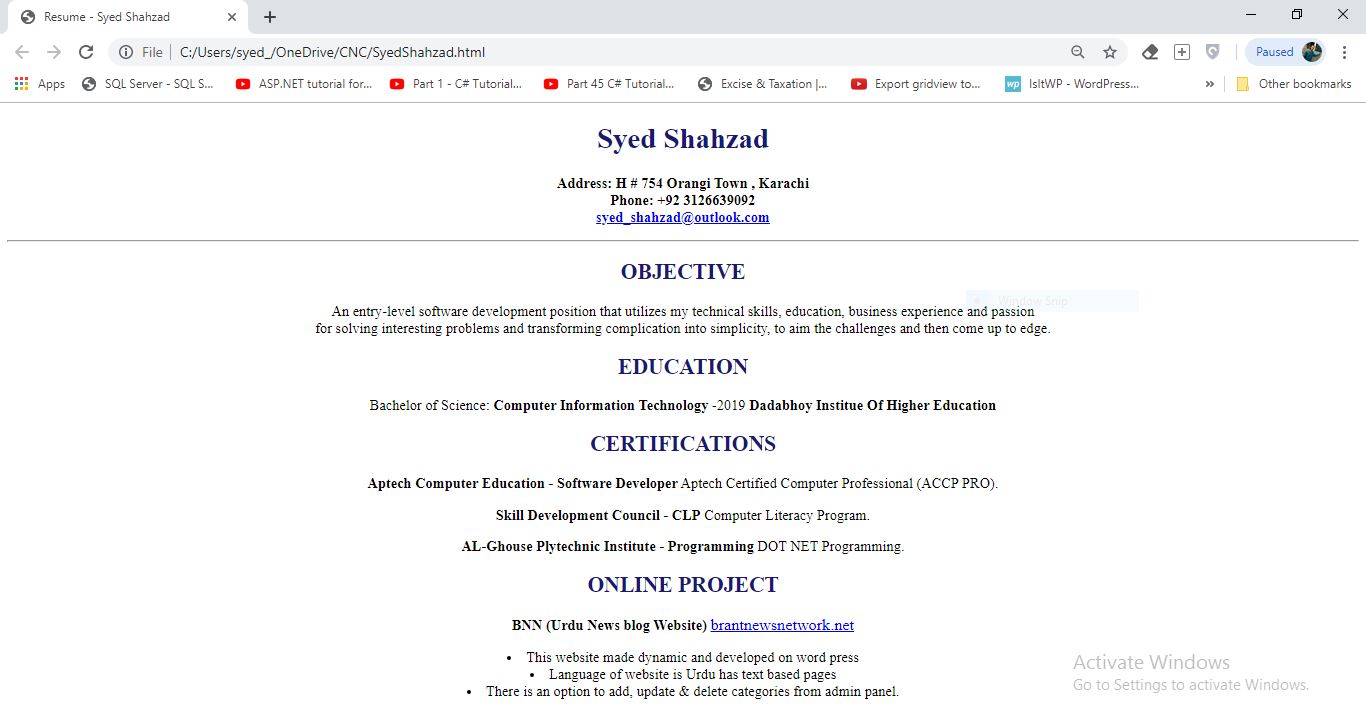 Resume - Syed Shahzad
File
C:/Users/syed_/OneDrive/CNC/SyedShahzad.html
Paused
Apps
SQL Server - SQL S...
ASP.NET tutorial for...
Part 1 - C# Tutorial...
Part 45 C# Tutorial...
Excise & Taxation |...
Export gridview to...
wp
IsItWP - WordPress...
»
Other bookmarks
Syed Shahzad
Address: H # 754 Orangi Town , Karachi
Phone: +92 3126639092
syed_shahzad@outlook.com
OBJECTIVE
Window Snip
An entry-level software development position that utilizes my technical skills, education, business experience and passion
for solving interesting problems and transforming complication into simplicity, to aim the challenges and then come up to edge.
EDUCATION
Bachelor of Science: Computer Information Technology -2019 Dadabhoy Institue Of Higher Education
CERTIFICATIONS
Aptech Computer Education - Software Developer Aptech Certified Computer Professional (ACCP PRO).
Skill Development Council - CLP Computer Literacy Program.
AL-Ghouse Plytechnic Institute - Programming DOT NET Programming.
ONLINE PROJECT
BNN (Urdu News blog Website) brantnewsnetwork.net
• This website made dynamic and developed on word press
• Language of website is Urdu has text based pages
• There is an option to add, update & delete categories from admin panel.
Activate Windows
Go to Settings to activate Windows.